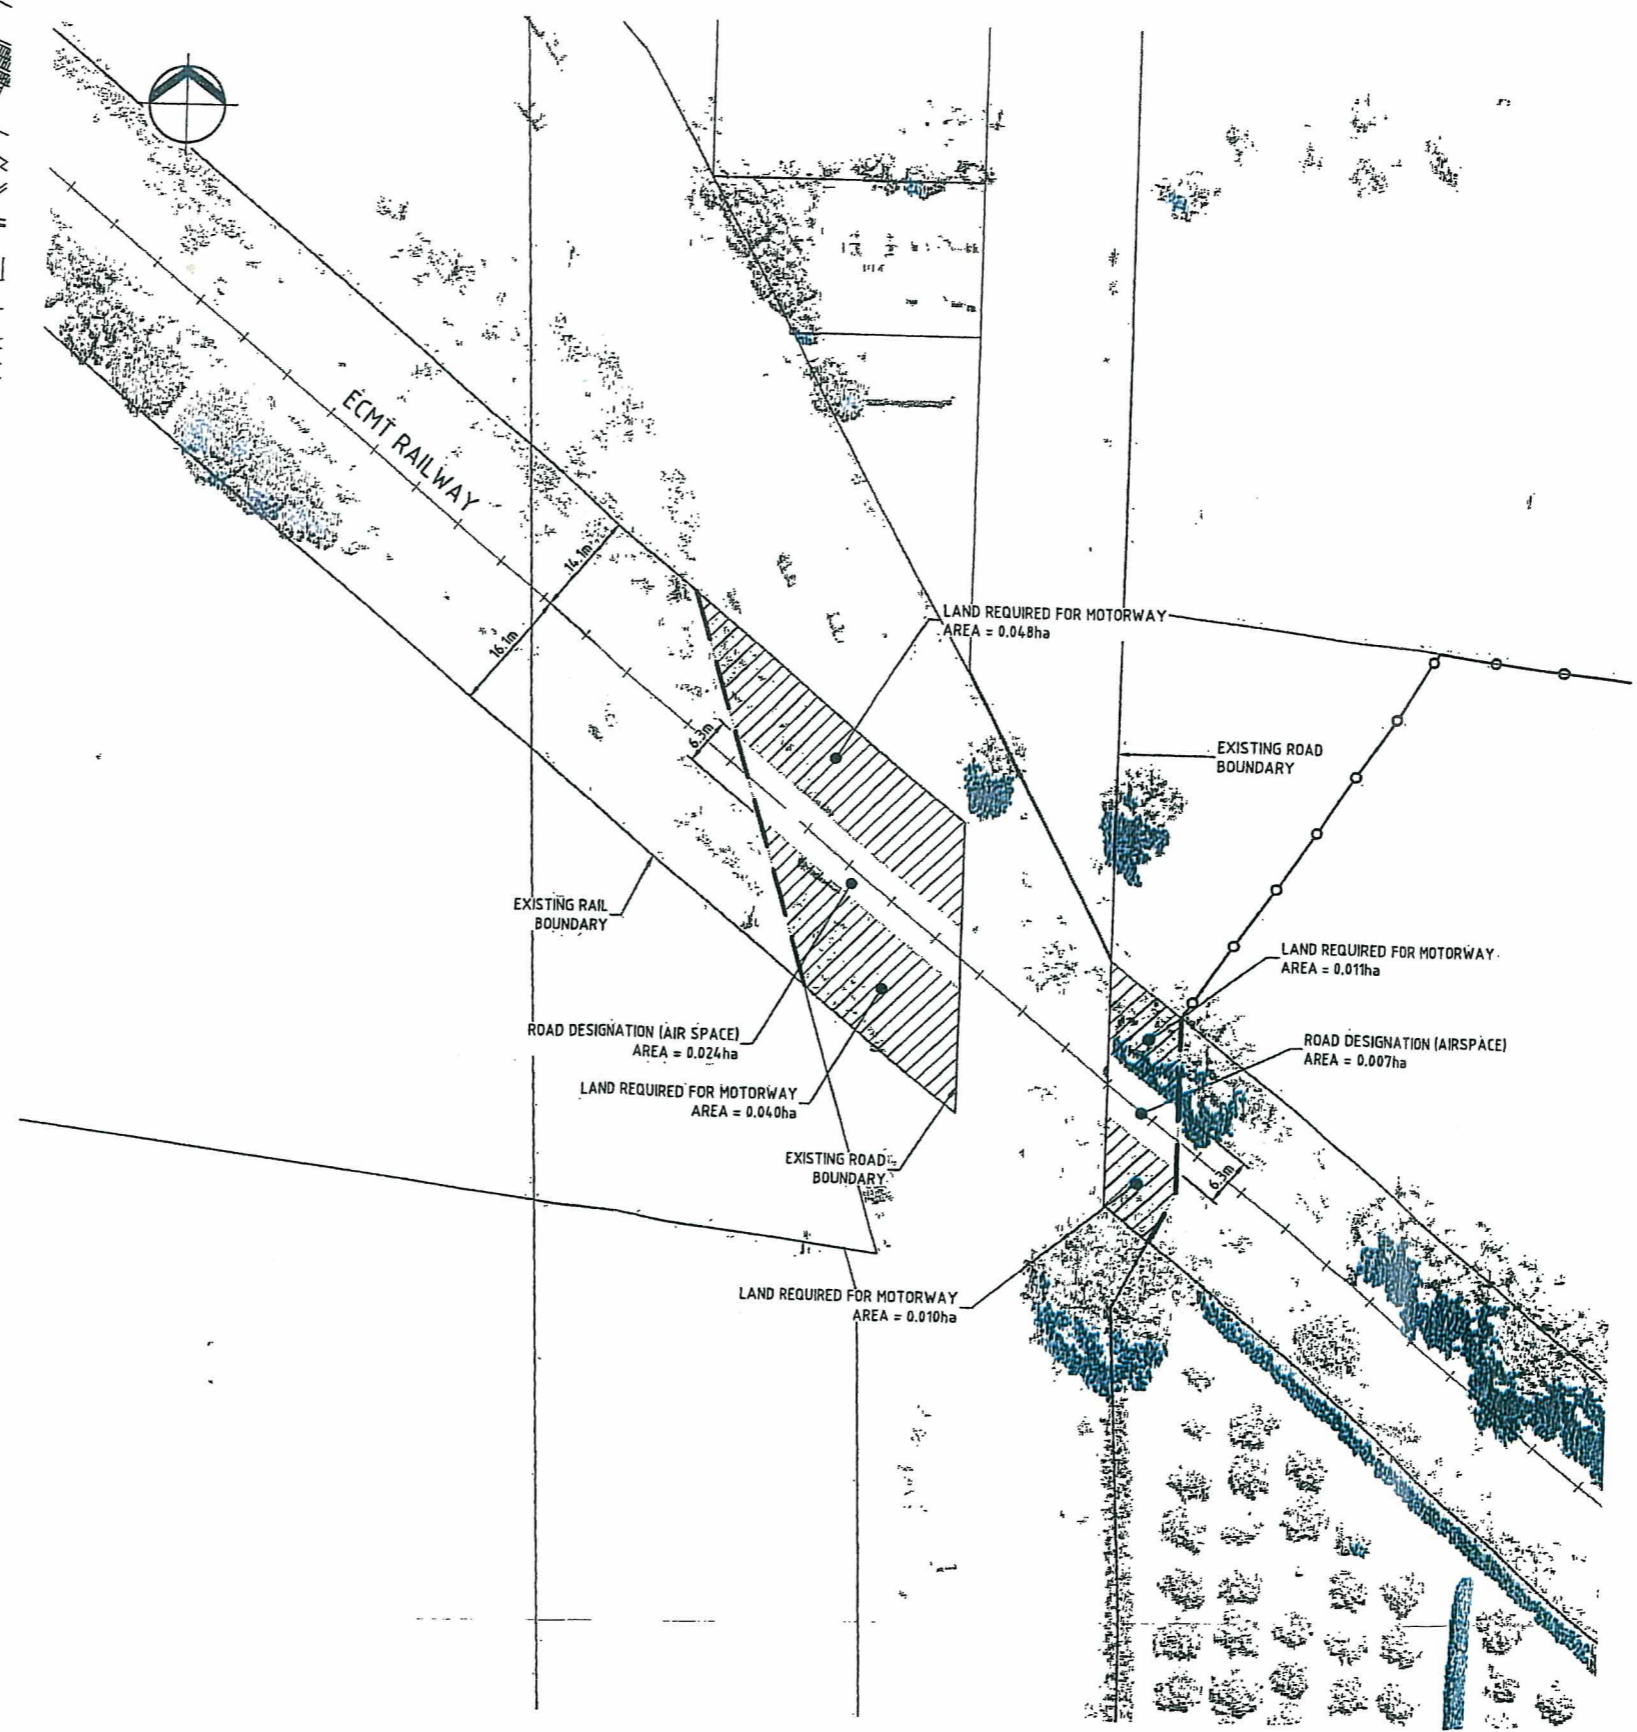 ECMT RAILWAY
14.1m
16.1m
LAND REQUIRED FOR MOTORWAY
AREA = 0.048ha
6.3m
EXISTING ROAD
BOUNDARY
EXISTING RAIL
BOUNDARY
LAND REQUIRED FOR MOTORWAY
AREA = 0.011ha
ROAD DESIGNATION (AIR SPACE)
AREA = 0.024ha
ROAD DESIGNATION (AIRSPACE)
AREA = 0.007ha
LAND REQUIRED FOR MOTORWAY
AREA = 0.040ha
EXISTING ROAD
BOUNDARY
6.3m
LAND REQUIRED FOR MOTORWAY
AREA = 0.010ha